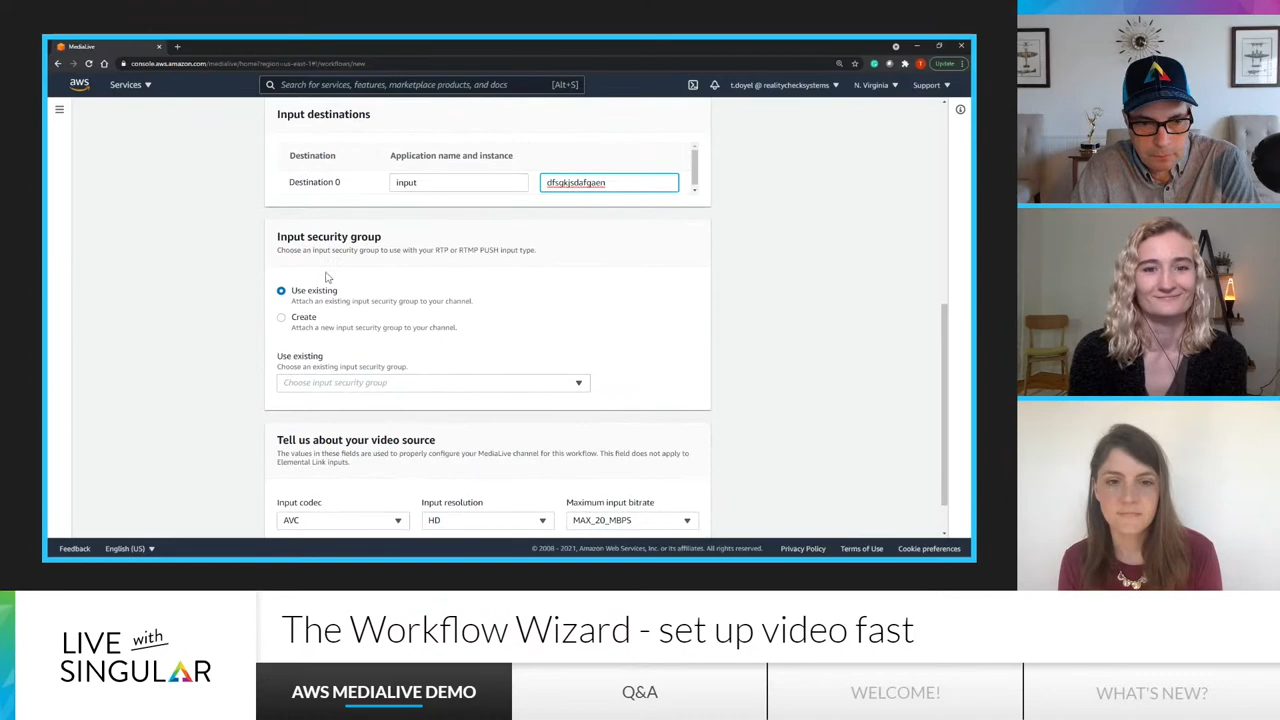 MediaLive
console.aws.amazon.com/medialive/home?region=us-east-1#!/workflows/new
Update
aws
Services
Search for services, features, marketplace products, and docs
[Alt+S]
t.doyel @ realitychecksystems
N. Virginia
Support
Input destinations
Destination
Application name and instance
Destination 0
input
dfsgkjsdafgaen
Input security group
Choose an input security group to use with your RTP or RTMP PUSH input type.
Use existing
Attach an existing input security group to your channel.
Create
Attach a new input security group to your channel.
Use existing
Choose an existing input security group.
Choose input security group
Tell us about your video source
The values in these fields are used to properly configure your MediaLive channel for this workflow. This field does not apply to
Elemental Link inputs.
Input codec
Input resolution
Maximum input bitrate
AVC
HD
MAX_20_MBPS
Feedback
English (US)
© 2008 - 2021, Amazon Web Services, Inc. or its affiliates. All rights reserved.
Privacy Policy
Terms of Use
Cookie preferences
LIVE with
SINGULAR
The Workflow Wizard - set up video fast
AWS MEDIALIVE DEMO
Q&A
WELCOME!
WHAT'S NEW?